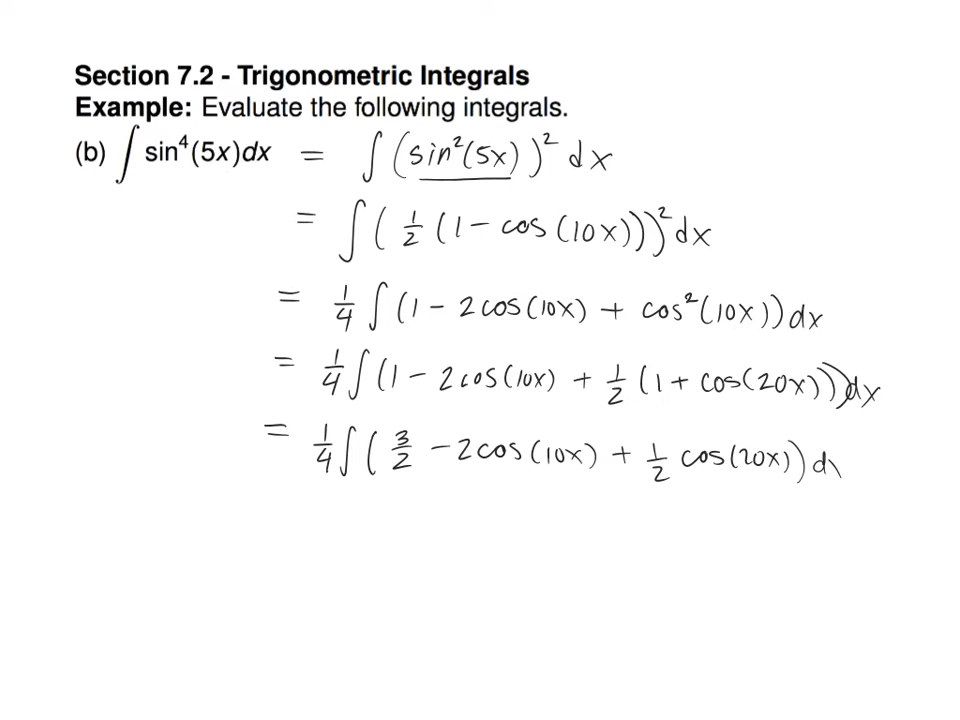 Section 7.2 - Trigonometric Integrals
Example: Evaluate the following integrals.
(b) ∫ sin⁴(5x)dx = ∫ (sin²(5x))² dx
= ∫ ( 1/2 (1 - cos (10x)))² dx
= 1/4 ∫ (1 - 2cos(10x) + cos²(10x)) dx
= 1/4 ∫ (1 - 2cos(10x) + 1/2 (1 + cos(20x))) dx
= 1/4 ∫ ( 3/2 - 2cos(10x) + 1/2 cos(20x)) d\